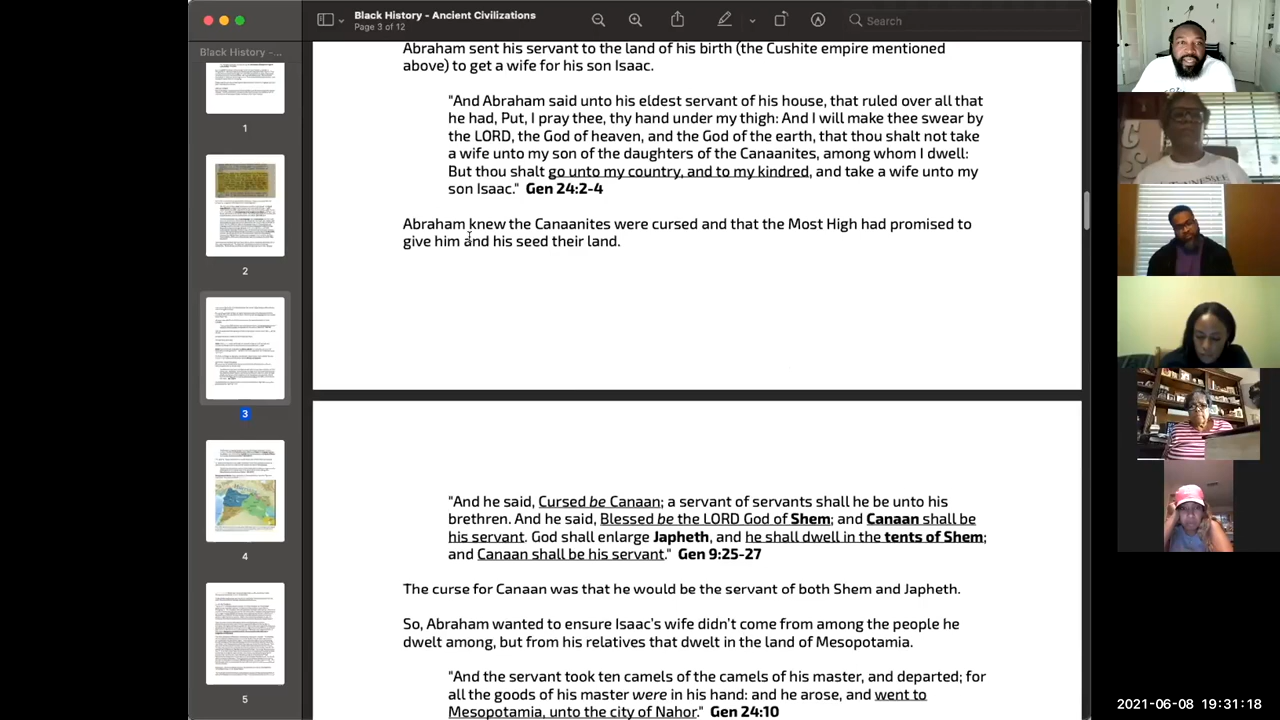 Black History - Ancient Civilizations
Page 3 of 12
Search
Black History -...
1
2
3
4
5
Abraham sent his servant to the land of his birth (the Cushite empire mentioned
above) to get a wife for his son Isaac.
"And Abraham said unto his eldest servant of his house, that ruled over all that
he had, Put, I pray thee, thy hand under my thigh: And I will make thee swear by
the LORD, the God of heaven, and the God of the earth, that thou shalt not take
a wife unto my son of the daughters of the Canaanites, among whom I dwell:
But thou shalt go unto my country, and to my kindred, and take a wife unto my
son Isaac." Gen 24:2-4
Abraham knew the Canaanites were cursed and that the Most High had promised to
give him and his seed their land.
"And he said, Cursed be Canaan; a servant of servants shall he be unto his
brethren. And he said, Blessed be the LORD God of Shem; and Canaan shall be
his servant. God shall enlarge Japheth, and he shall dwell in the tents of Shem;
and Canaan shall be his servant." Gen 9:25-27
The curse for Canaan was that he would be the servant of both Shem and Japheth.
So, Abraham wanted to ensure Isaac's wife didn't come from among the people he
dwelt with. So, he sent his oldest servant into the land of Mesopotamia.
"And the servant took ten camels of the camels of his master, and departed; for
all the goods of his master were in his hand: and he arose, and went to
Mesopotamia, unto the city of Nahor." Gen 24:10
2021-06-08 19:31:18